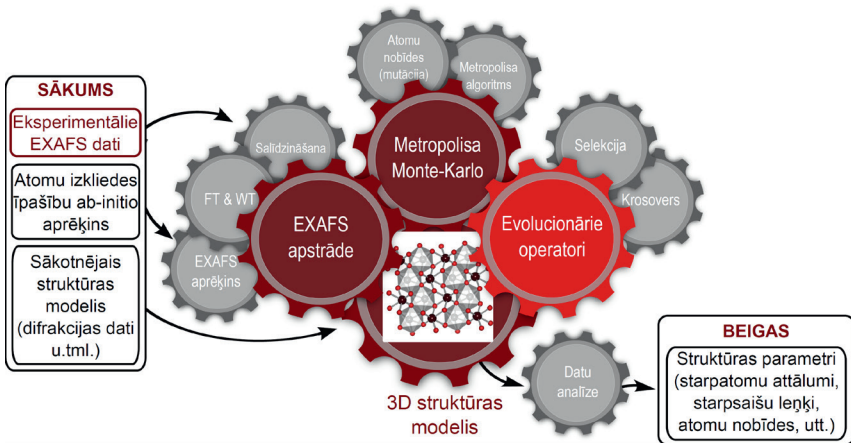 SĀKUMS
Eksperimentālie
EXAFS dati
Atomu izkliedes
īpašību ab-initio
aprēķins
Sākotnējais
struktūras
modelis
(difrakcijas dati
u.tml.)
Salīdzināšana
FT & WT
EXAFS
aprēķins
EXAFS
apstrāde
Atomu
nobīdes
(mutācija)
Metropolisa
algoritms
Metropolisa
Monte-Karlo
Selekcija
Krosovers
Evolucionārie
operatori
3D struktūras
modelis
Datu
analīze
BEIGAS
Struktūras parametri
(starpatomu attālumi,
starpsaišu leņķi,
atomu nobīdes, utt.)